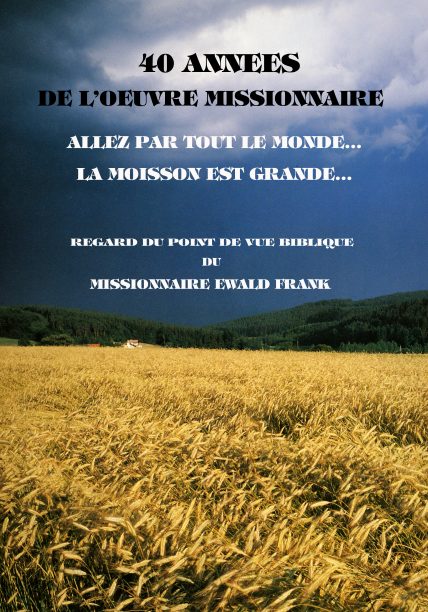 40 ANNEES
DE L'OEUVRE MISSIONNAIRE
ALLEZ PAR TOUT LE MONDE...
LA MOISSON EST GRANDE...
REGARD DU POINT DE VUE BIBLIQUE
DU
MISSIONNAIRE EWALD FRANK